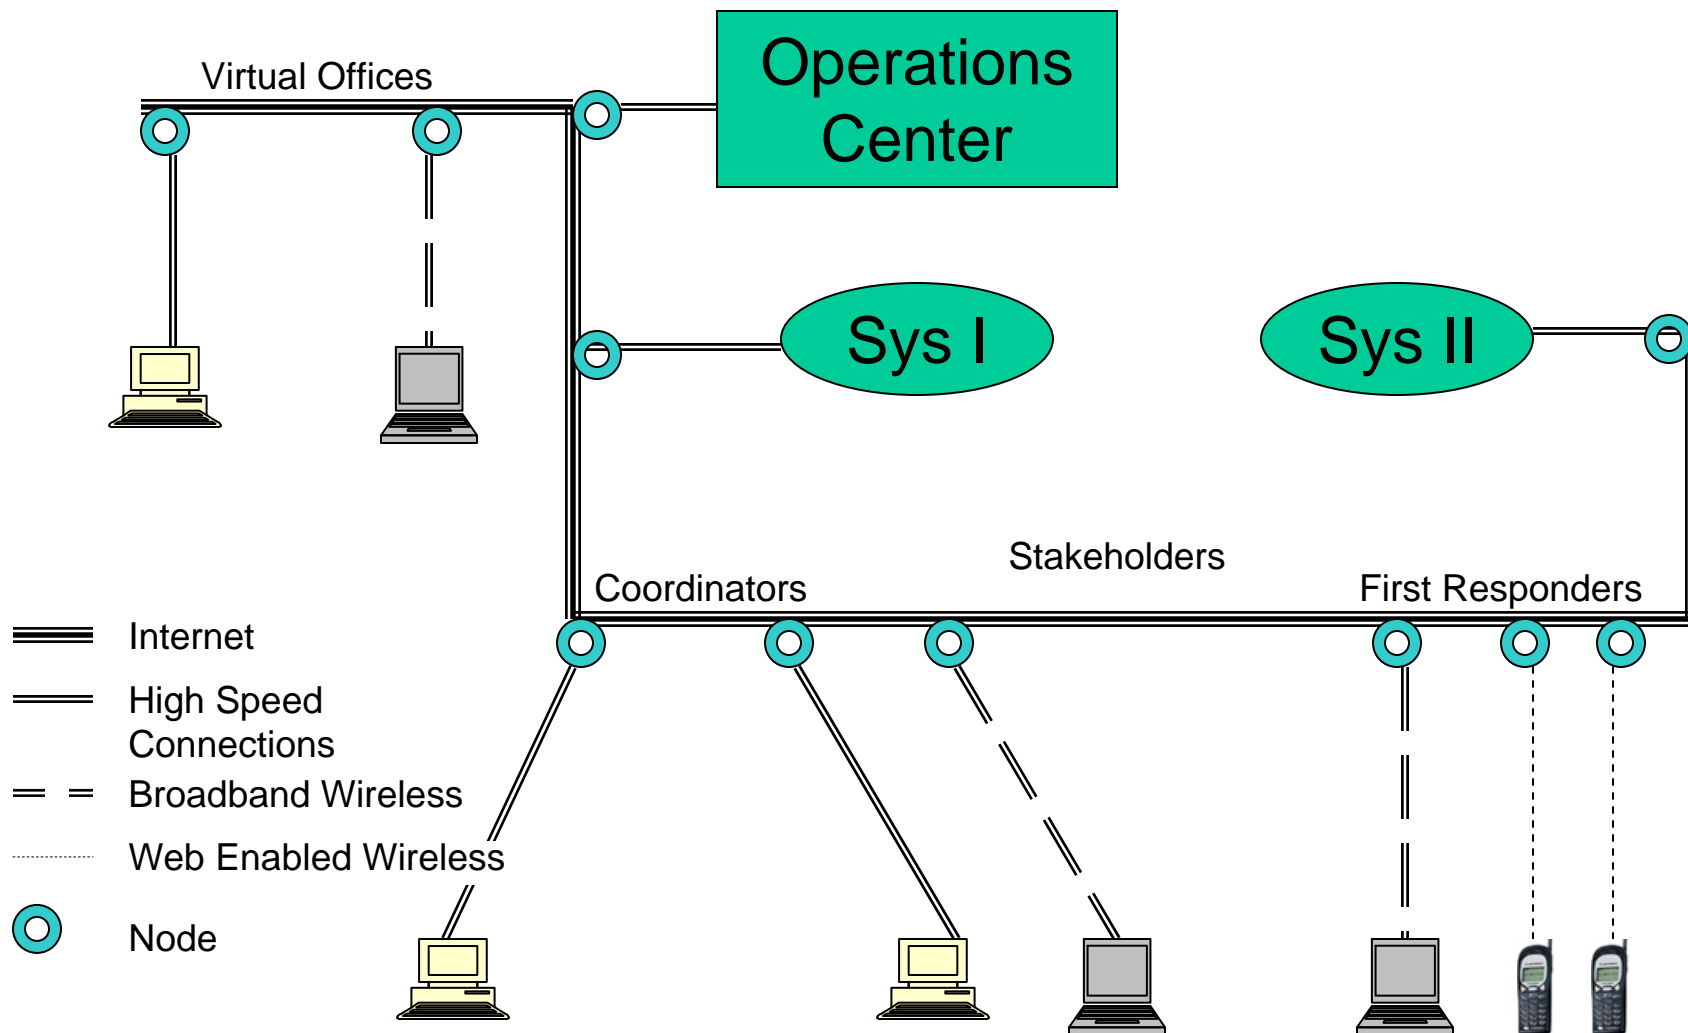 Operations
Center
Virtual Offices
Sys I
Sys II
Stakeholders
Coordinators
First Responders
Internet
High Speed
Connections
Broadband Wireless
Web Enabled Wireless
Node